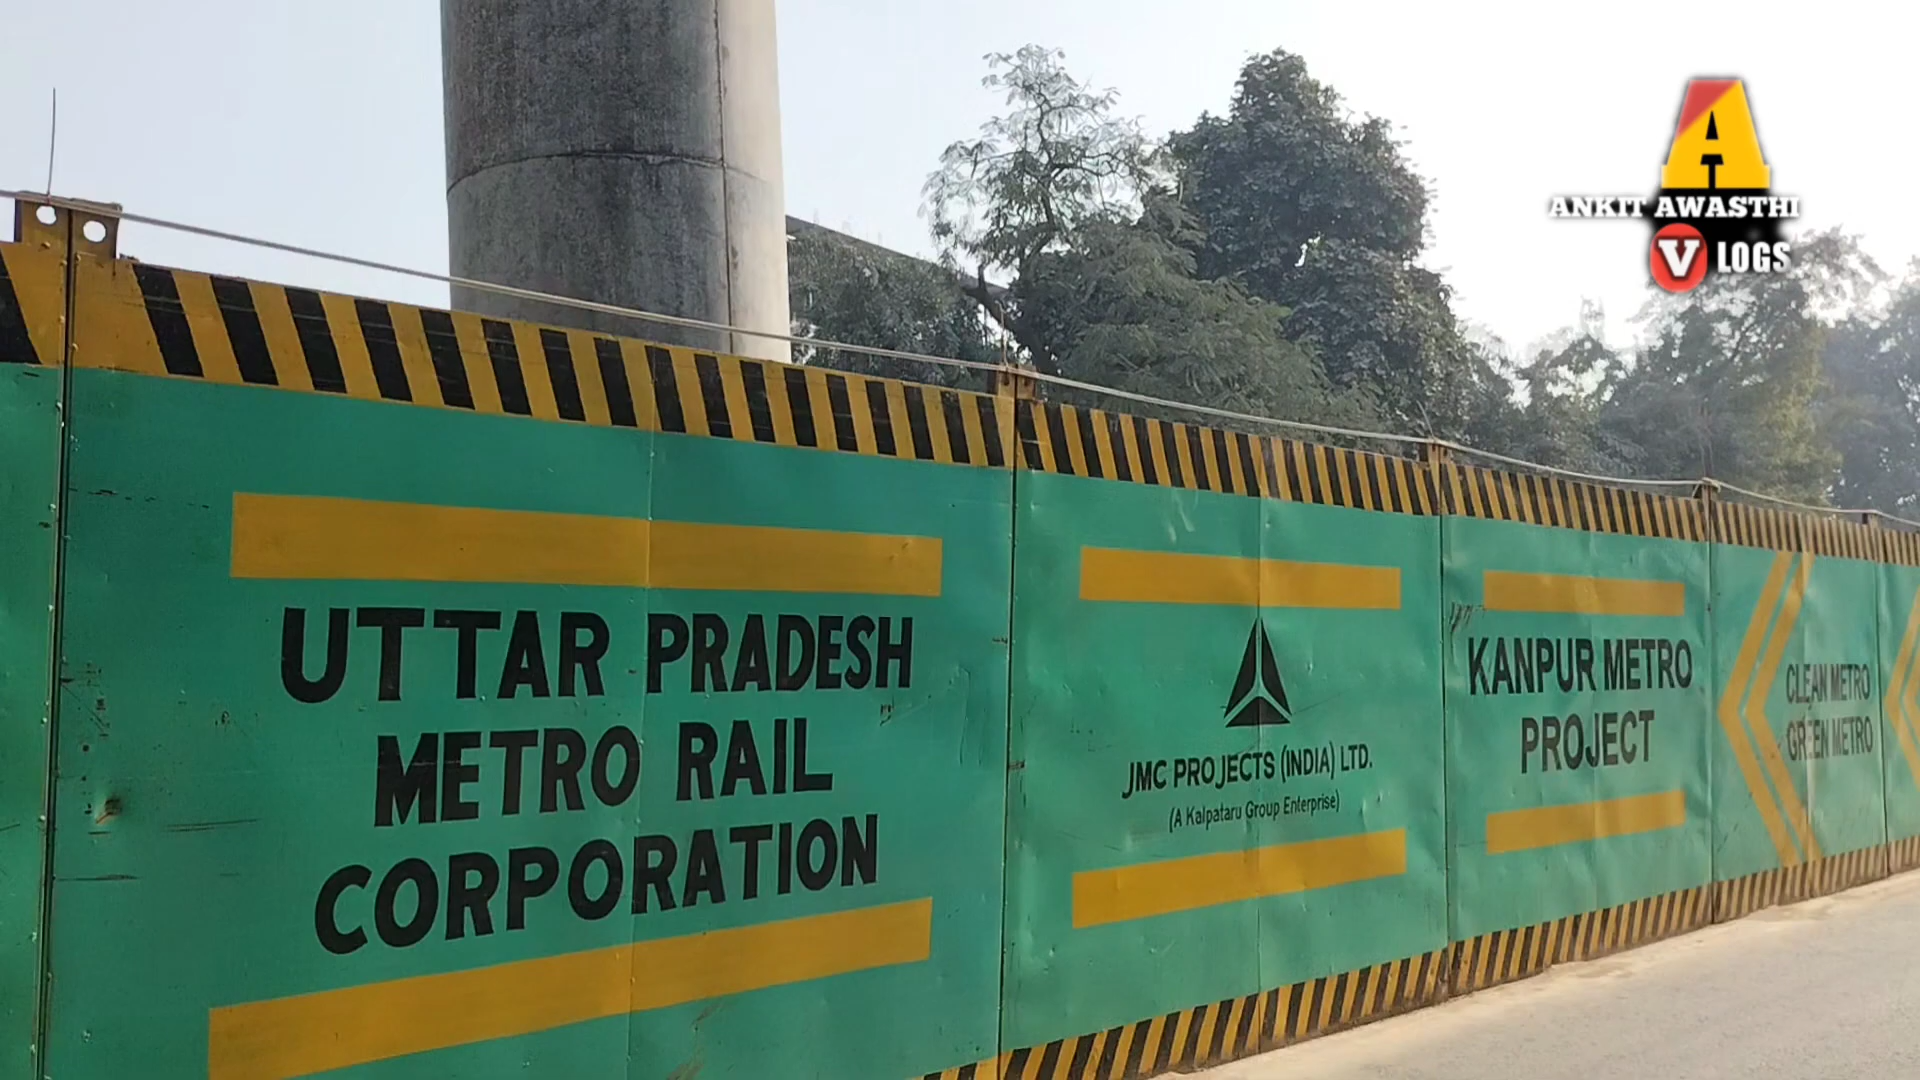 UTTAR PRADESH
METRO RAIL
CORPORATION
JMC PROJECTS (INDIA) LTD.
(A Kalpataru Group Enterprise)
KANPUR METRO
PROJECT
CLEAN METRO
GREEN METRO
A
ANKIT AWASTHI
V LOGS